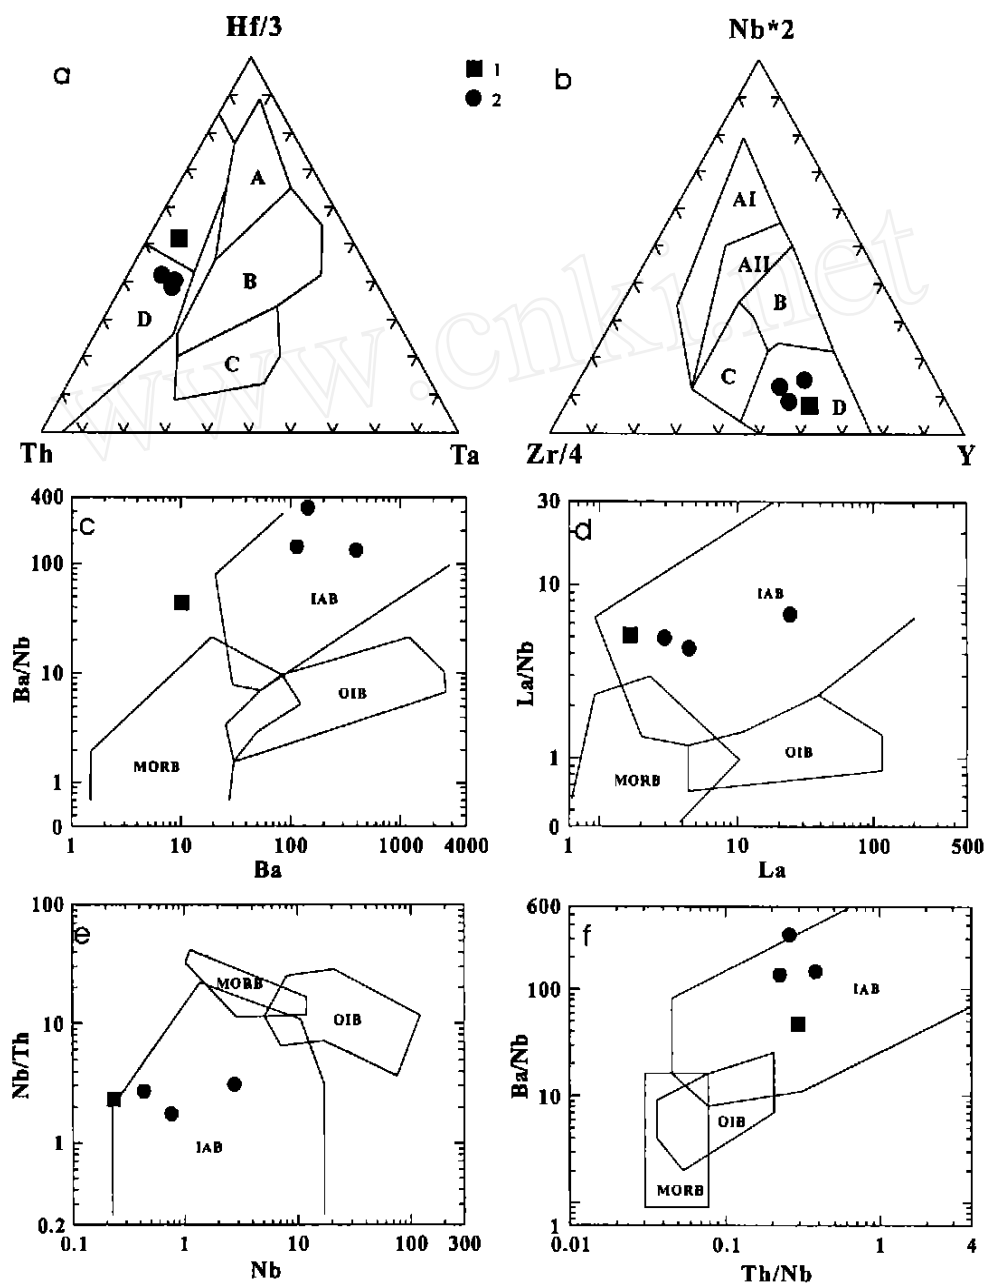 Hf/3
Nb*2
a
1
2
b
A
B
C
D
AI
AII
B
C
D
Th
Ta
Zr/4
Y
www.cnki.net
c
400
100
10
1
0
Ba/Nb
IAB
OIB
MORB
1
10
100
1000
4000
Ba
d
30
10
1
0
La/Nb
IAB
OIB
MORB
1
10
100
500
La
e
100
10
1
0.2
Nb/Th
MORB
OIB
IAB
0.1
1
10
100
300
Nb
f
600
100
10
1
Ba/Nb
IAB
OIB
MORB
0.01
0.1
1
4
Th/Nb